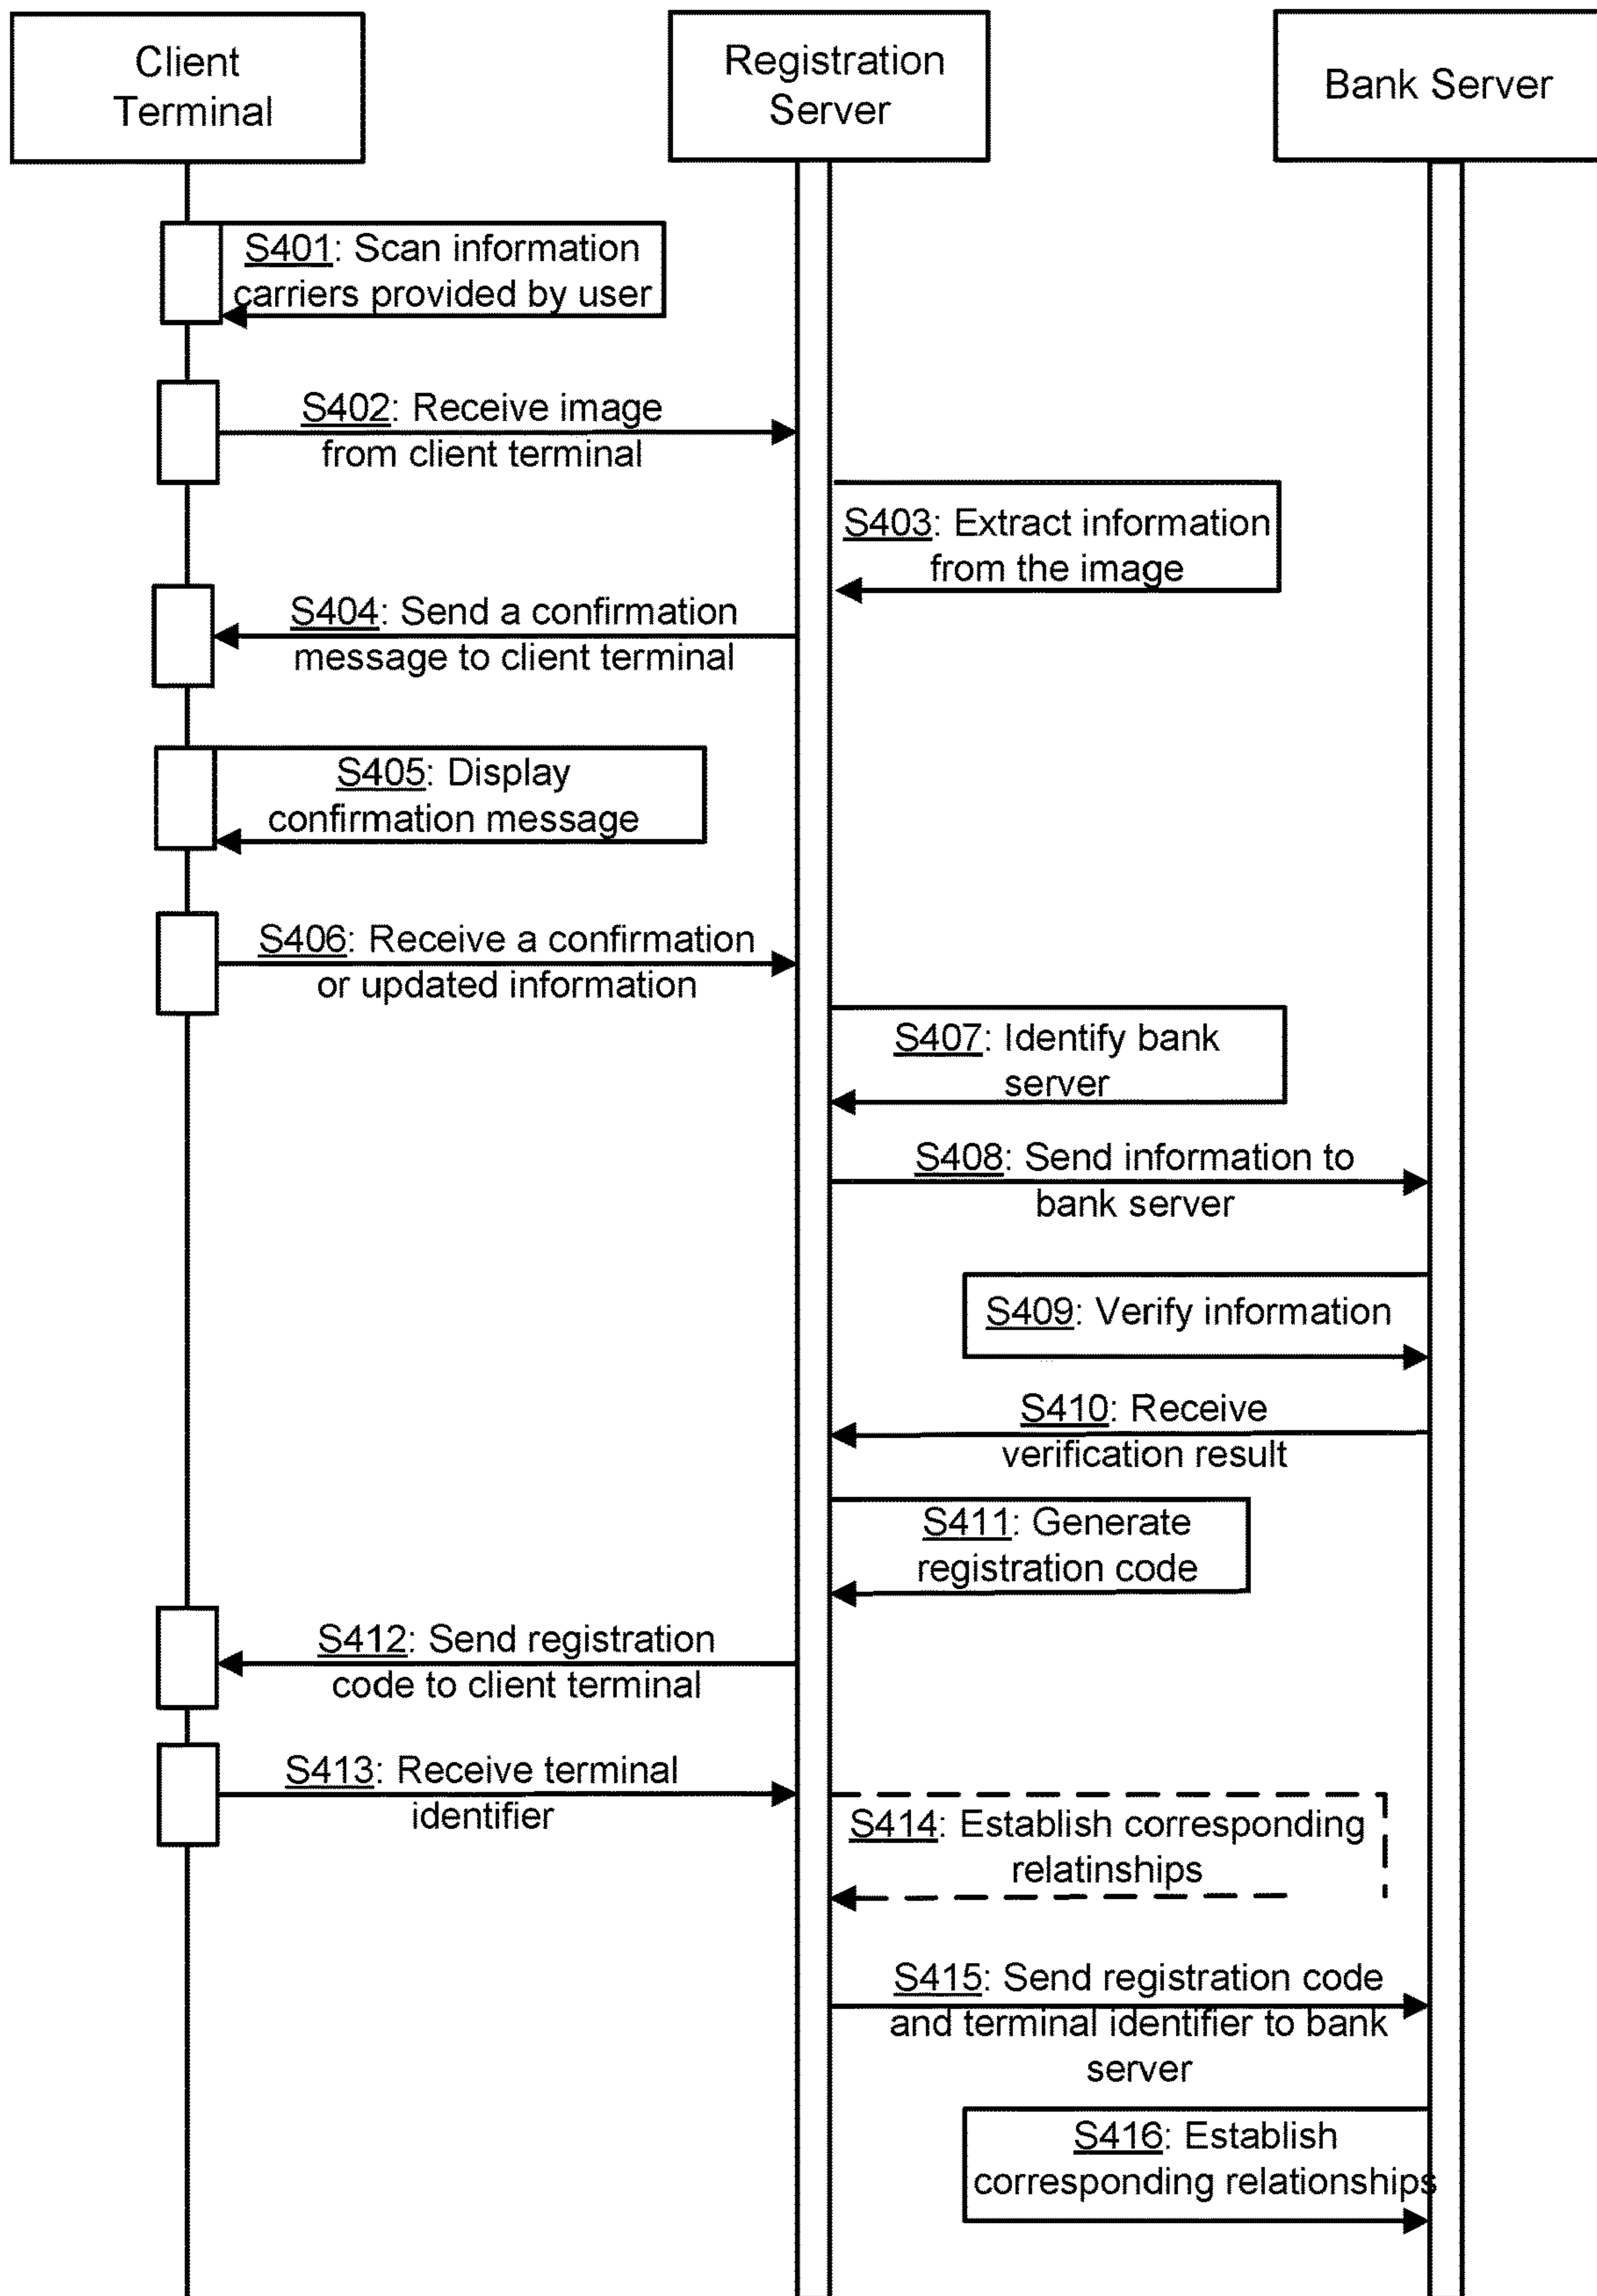 Client
Terminal
Registration
Server
Bank Server
S401: Scan information
carriers provided by user
S402: Receive image
from client terminal
S403: Extract information
from the image
S404: Send a confirmation
message to client terminal
S405: Display
confirmation message
S406: Receive a confirmation
or updated information
S407: Identify bank
server
S408: Send information to
bank server
S409: Verify information
S410: Receive
verification result
S411: Generate
registration code
S412: Send registration
code to client terminal
S413: Receive terminal
identifier
S414: Establish corresponding
relatinships
S415: Send registration code
and terminal identifier to bank
server
S416: Establish
corresponding relationships